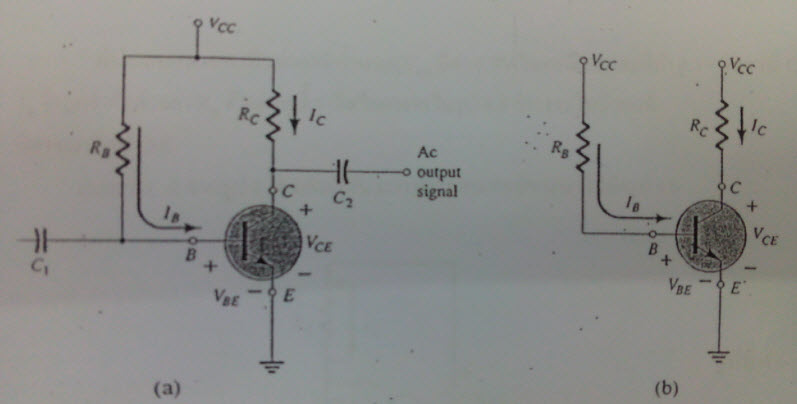 V_CC
R_B
R_C
I_C
Ac
output
signal
C_2
C
I_B
B
+
+
V_CE
C_1
V_BE
−
−
E
(a)
V_CC
V_CC
R_B
R_C
I_C
C
I_B
B
+
+
V_CE
V_BE
−
−
E
(b)